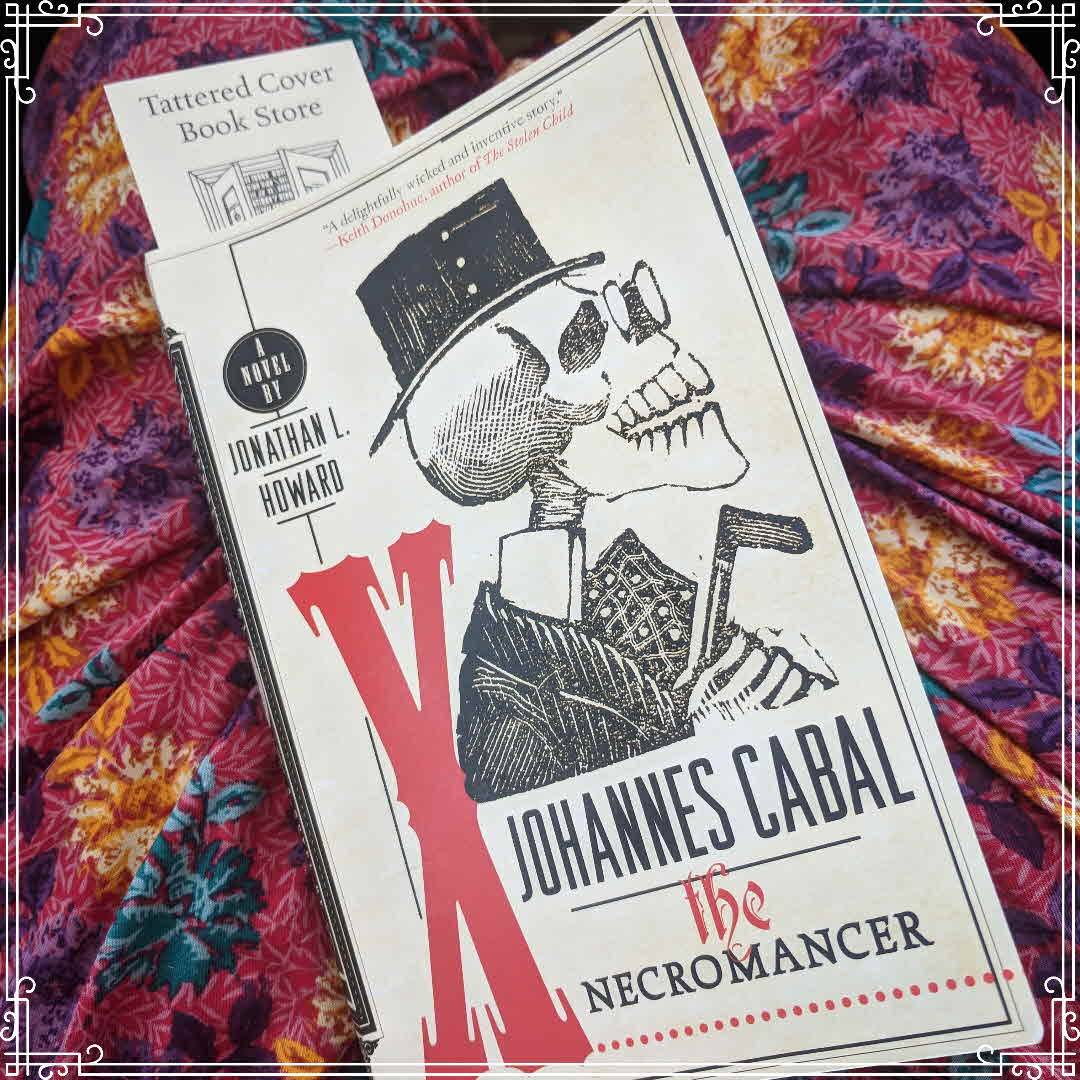 Tattered Cover
Book Store
"A delightfully wicked and inventive story."
—Keith Donohue, author of The Stolen Child
A
NOVEL
BY
JONATHAN L.
HOWARD
X
JOHANNES CABAL
the
NECROMANCER